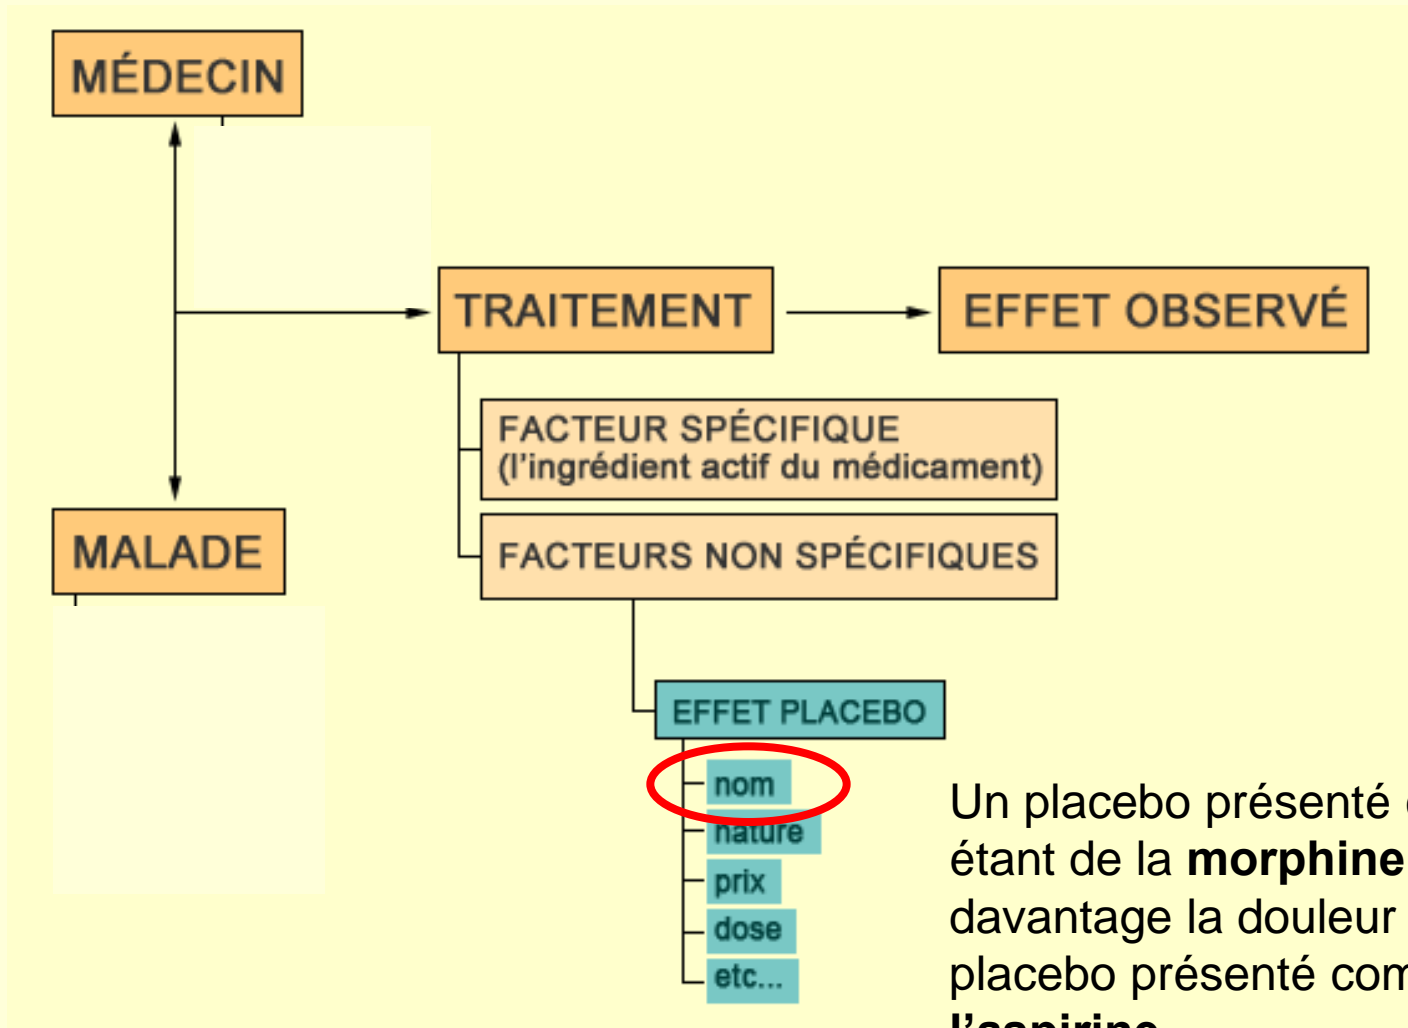 MÉDECIN
TRAITEMENT
EFFET OBSERVÉ
FACTEUR SPÉCIFIQUE
(l'ingrédient actif du médicament)
MALADE
FACTEURS NON SPÉCIFIQUES
EFFET PLACEBO
nom
nature
prix
dose
etc...
Un placebo présenté
étant de la morphine
davantage la douleur
placebo présenté
l'aspirine